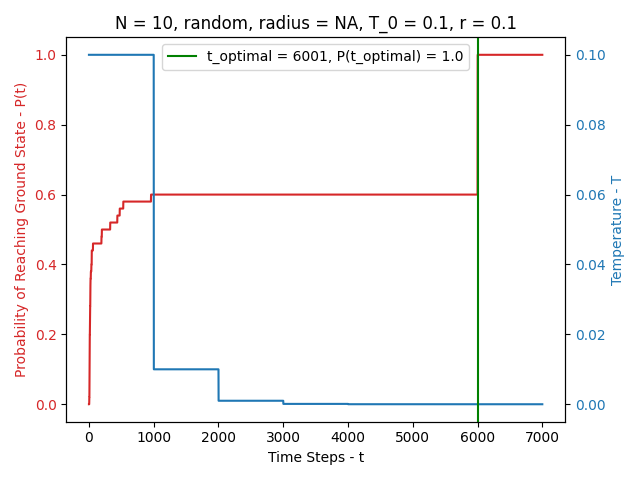 N = 10, random, radius = NA, T_0 = 0.1, r = 0.1
t_optimal = 6001, P(t_optimal) = 1.0
Probability of Reaching Ground State - P(t)
1.0
0.8
0.6
0.4
0.2
0.0
0.10
0.08
0.06
0.04
0.02
0.00
Temperature - T
0 1000 2000 3000 4000 5000 6000 7000
Time Steps - t